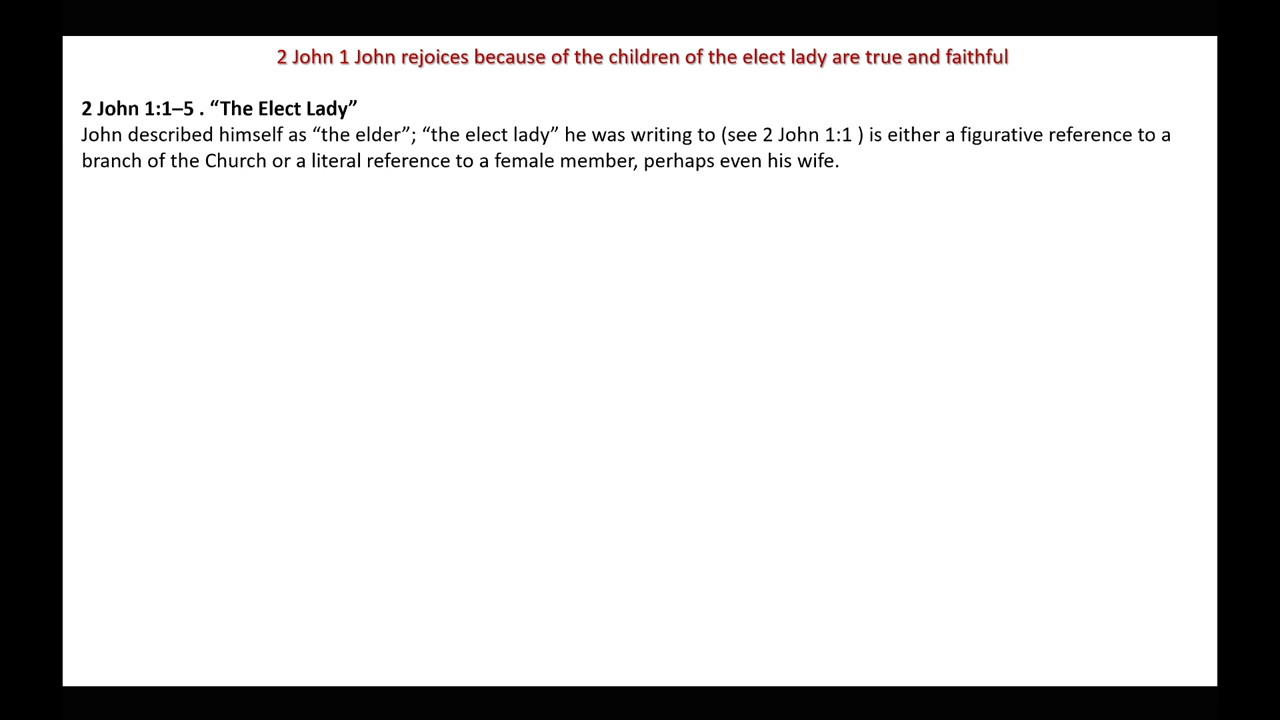 2 John 1 John rejoices because of the children of the elect lady are true and faithful
2 John 1:1–5 . “The Elect Lady”
John described himself as “the elder”; “the elect lady” he was writing to (see 2 John 1:1 ) is either a figurative reference to a
branch of the Church or a literal reference to a female member, perhaps even his wife.